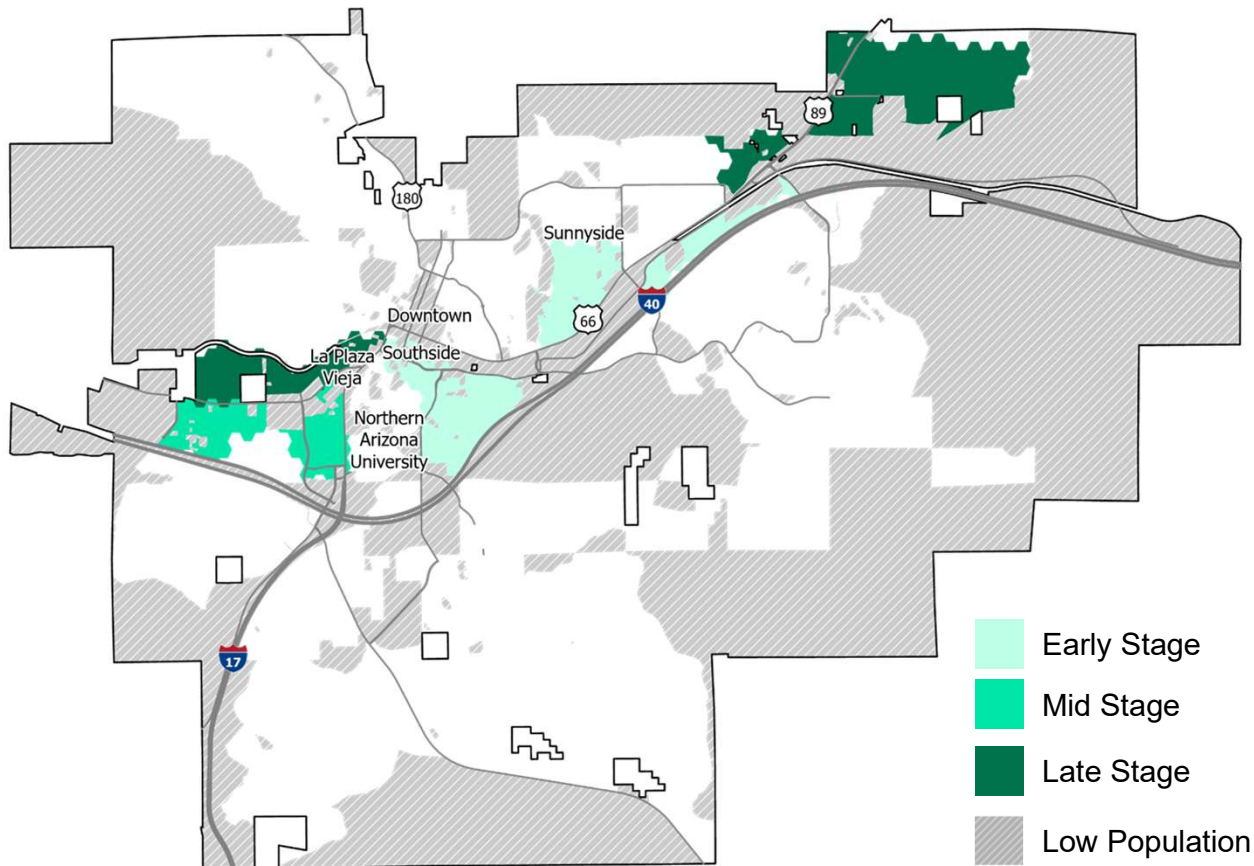 89
180
Sunnyside
40
66
Downtown
Southside
La Plaza
Vieja
Northern
Arizona
University
17
Early Stage
Mid Stage
Late Stage
Low Population